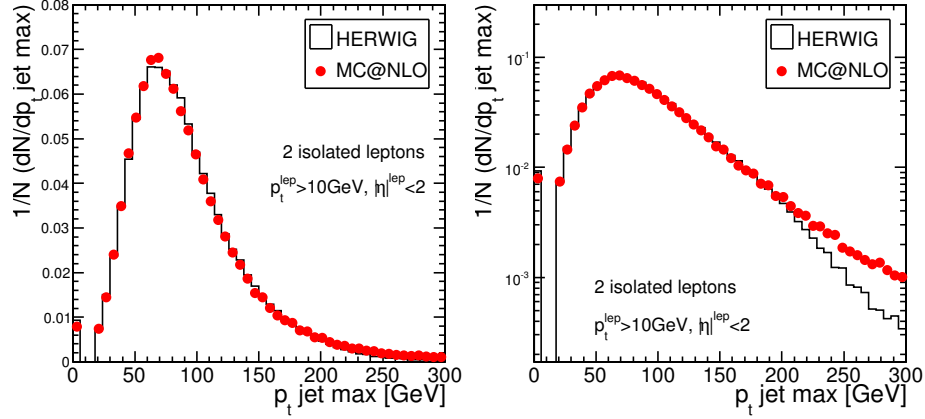 1/N (dN/dp_t jet max)
0.08
0.07
0.06
0.05
0.04
0.03
0.02
0.01
0
HERWIG
MC@NLO
2 isolated leptons
p_t^lep>10GeV, |η|^lep<2
0 50 100 150 200 250 300
p_t jet max [GeV]
1/N (dN/dp_t jet max)
10^-1
10^-2
10^-3
HERWIG
MC@NLO
2 isolated leptons
p_t^lep>10GeV, |η|^lep<2
0 50 100 150 200 250 300
p_t jet max [GeV]